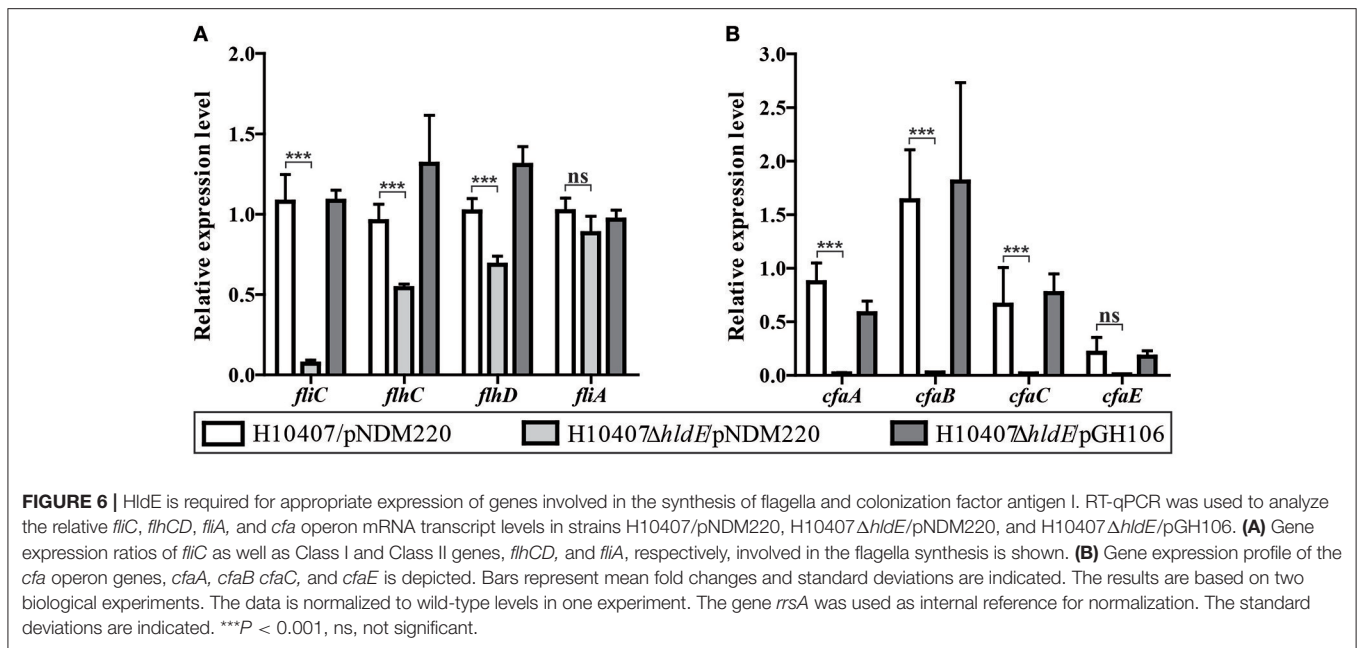 A
B
2.0
1.5
1.0
0.5
0.0
Relative expression level
***
***
***
ns
fliC flhC flhD fliA
3.0
2.5
2.0
1.5
1.0
0.5
0.0
Relative expression level
***
***
***
ns
cfaA cfaB cfaC cfaE
H10407/pNDM220 H10407ΔhldE/pNDM220 H10407ΔhldE/pGH106
FIGURE 6 | HldE is required for appropriate expression of genes involved in the synthesis of flagella and colonization factor antigen I. RT-qPCR was used to analyze
the relative fliC, flhCD, fliA, and cfa operon mRNA transcript levels in strains H10407/pNDM220, H10407ΔhldE/pNDM220, and H10407ΔhldE/pGH106. (A) Gene
expression ratios of fliC as well as Class I and Class II genes, flhCD, and fliA, respectively, involved in the flagella synthesis is shown. (B) Gene expression profile of the
cfa operon genes, cfaA, cfaB cfaC, and cfaE is depicted. Bars represent mean fold changes and standard deviations are indicated. The results are based on two
biological experiments. The data is normalized to wild-type levels in one experiment. The gene rrsA was used as internal reference for normalization. The standard
deviations are indicated. ***P < 0.001, ns, not significant.